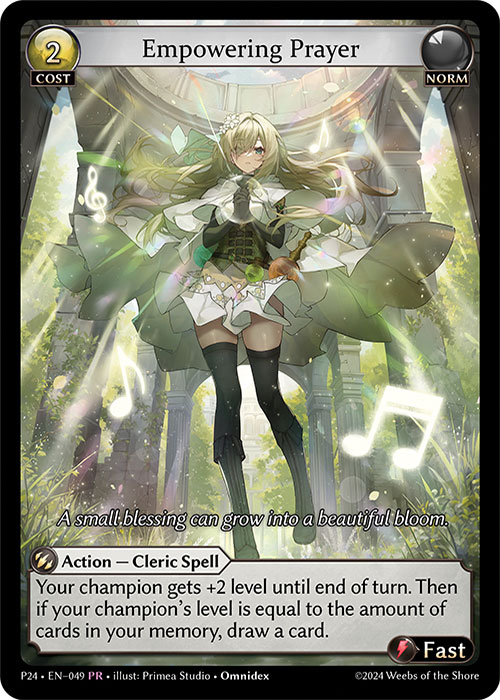 2
COST
Empowering Prayer
NORM
A small blessing can grow into a beautiful bloom.
Action — Cleric Spell
Your champion gets +2 level until end of turn. Then
if your champion's level is equal to the amount of
cards in your memory, draw a card.
Fast
P24 • EN–049 PR • illust: Primea Studio • Omnidex
©2024 Weebs of the Shore